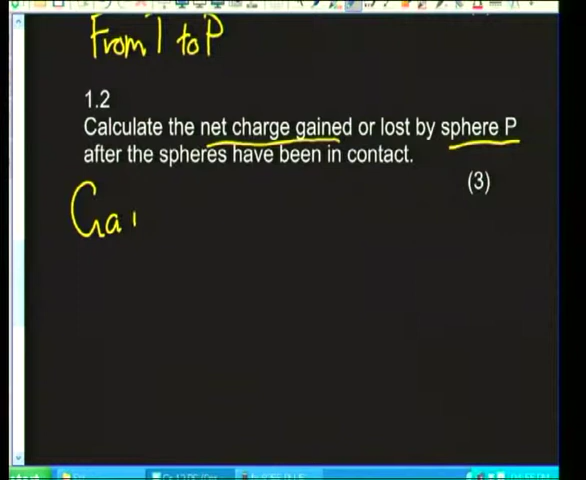 From T to P
1.2
Calculate the net charge gained or lost by sphere P
after the spheres have been in contact.
(3)
Gai